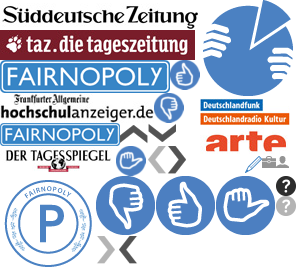 Süddeutsche Zeitung
taz.die tageszeitung
FAIRNOPOLY
Frankfurter Allgemeine
hochschulanzeiger.de
FAIRNOPOLY
DER TAGESSPIEGEL
Deutschlandfunk
Deutschlandradio Kultur
arte
FAIRNOPOLY
P
?
?